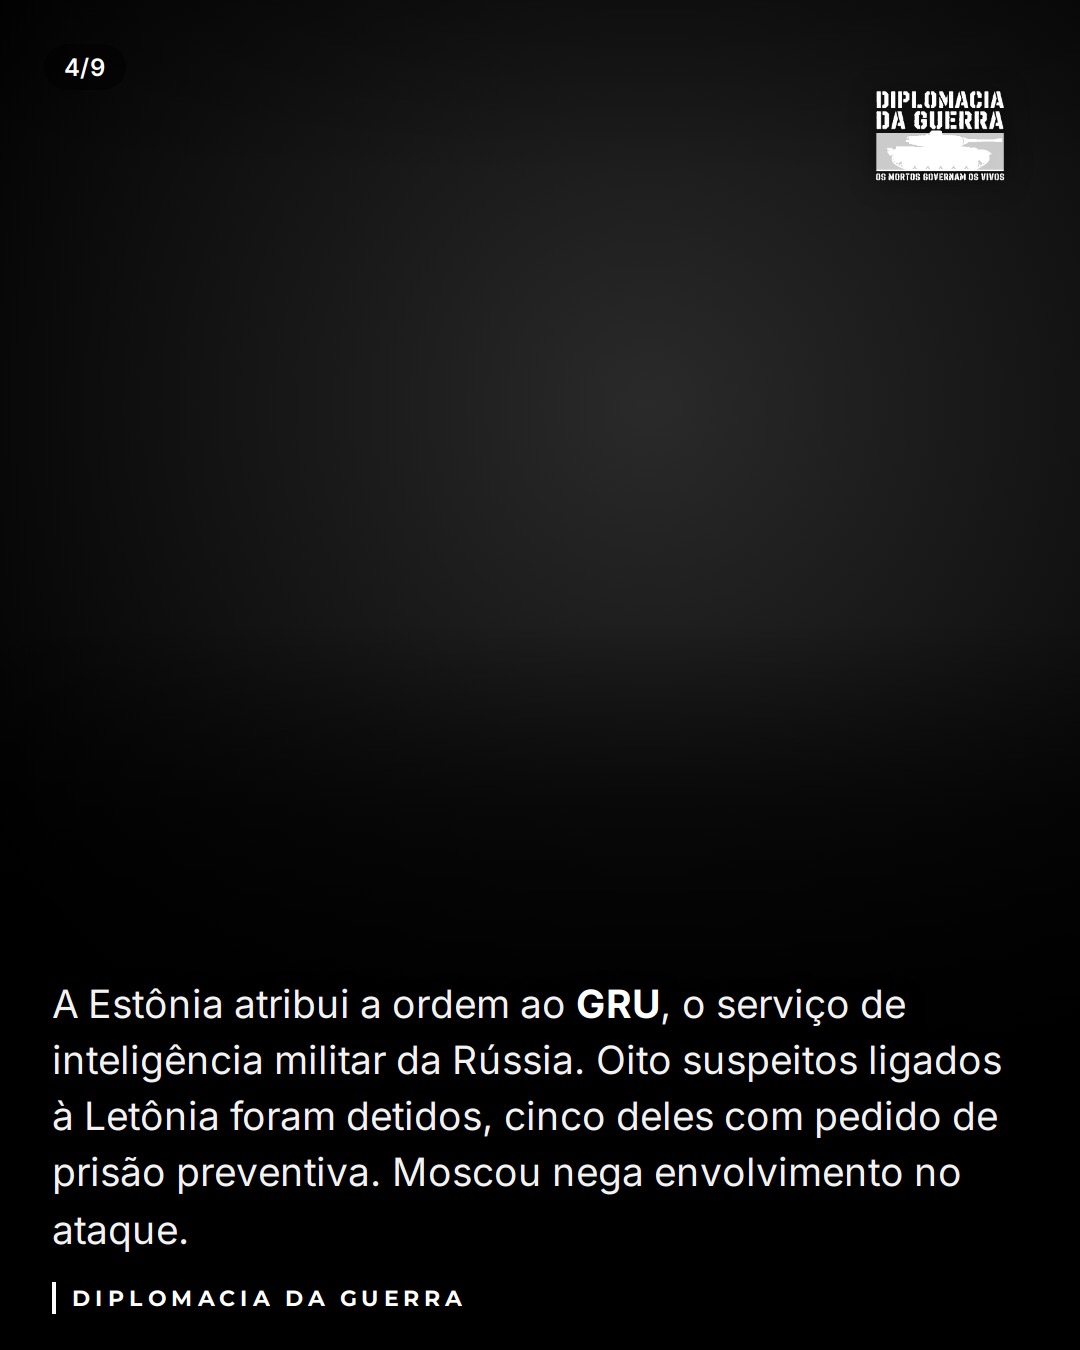 4/9
DIPLOMACIA
DA GUERRA
OS MORTOS GOVERNAM OS VIVOS
A Estônia atribui a ordem ao GRU, o serviço de
inteligência militar da Rússia. Oito suspeitos ligados
à Letônia foram detidos, cinco deles com pedido de
prisão preventiva. Moscou nega envolvimento no
ataque.
DIPLOMACIA DA GUERRA